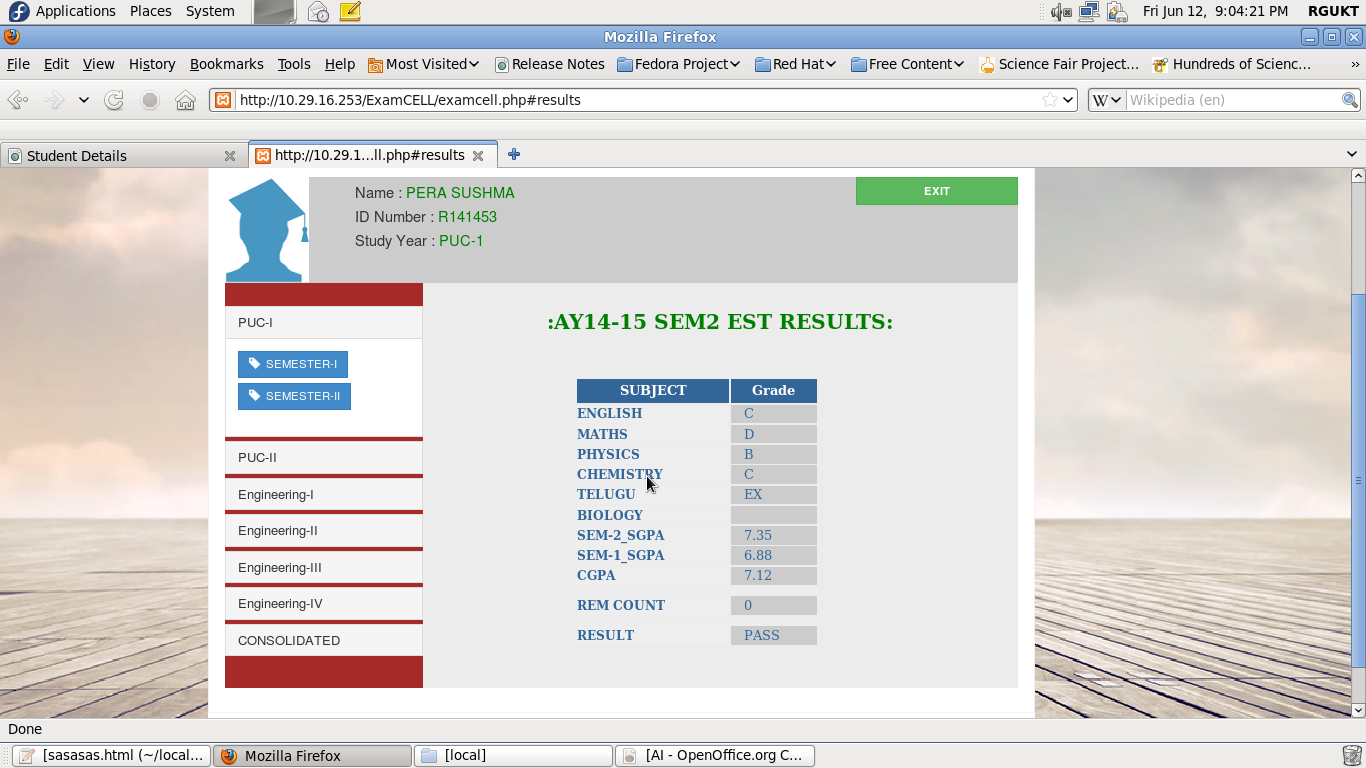 Applications Places System Fri Jun 12, 9:04:21 PM RGUKT
Mozilla Firefox
File Edit View History Bookmarks Tools Help Most Visited Release Notes Fedora Project Red Hat Free Content Science Fair Project... Hundreds of Scienc... »
http://10.29.16.253/ExamCELL/examcell.php#results W Wikipedia (en)
Student Details http://10.29.1...ll.php#results
Name : PERA SUSHMA
EXIT
ID Number : R141453
Study Year : PUC-1
PUC-I
SEMESTER-I
SEMESTER-II
PUC-II
Engineering-I
Engineering-II
Engineering-III
Engineering-IV
CONSOLIDATED
:AY14-15 SEM2 EST RESULTS:
SUBJECT Grade
ENGLISH C
MATHS D
PHYSICS B
CHEMISTRY C
TELUGU EX
BIOLOGY
SEM-2_SGPA 7.35
SEM-1_SGPA 6.88
CGPA 7.12
REM COUNT 0
RESULT PASS
Done
[sasasas.html (~/local... Mozilla Firefox [local] [AI - OpenOffice.org C...